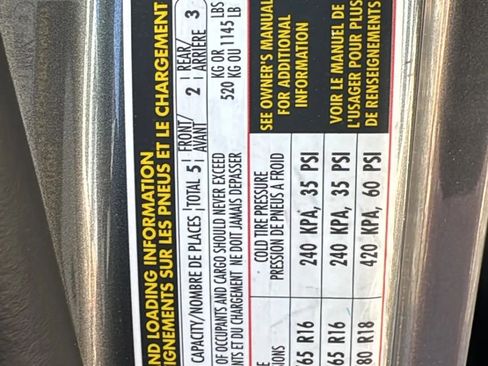 ND LOADING INFORMATION
EIGNEMENTS SUR LES PNEUS ET LE CHARGEMENT
CAPACITY/NOMBRE DE PLACES TOTAL 5 FRONT/AVANT 2 REAR/ARRIÈRE 3
OF OCCUPANTS AND CARGO SHOULD NEVER EXCEED 520 KG OR 1145 LBS
NTS ET DU CHARGEMENT NE DOIT JAMAIS DÉPASSER 520 KG OU 1145 LB
COLD TIRE PRESSURE
PRESSION DE PNEUS À FROID
/65 R16 240 KPA, 35 PSI
65 R16 240 KPA, 35 PSI
80 R18 420 KPA, 60 PSI
SEE OWNER'S MANUAL
FOR ADDITIONAL
INFORMATION
VOIR LE MANUEL DE
L'USAGER POUR PLUS
DE RENSEIGNEMENTS